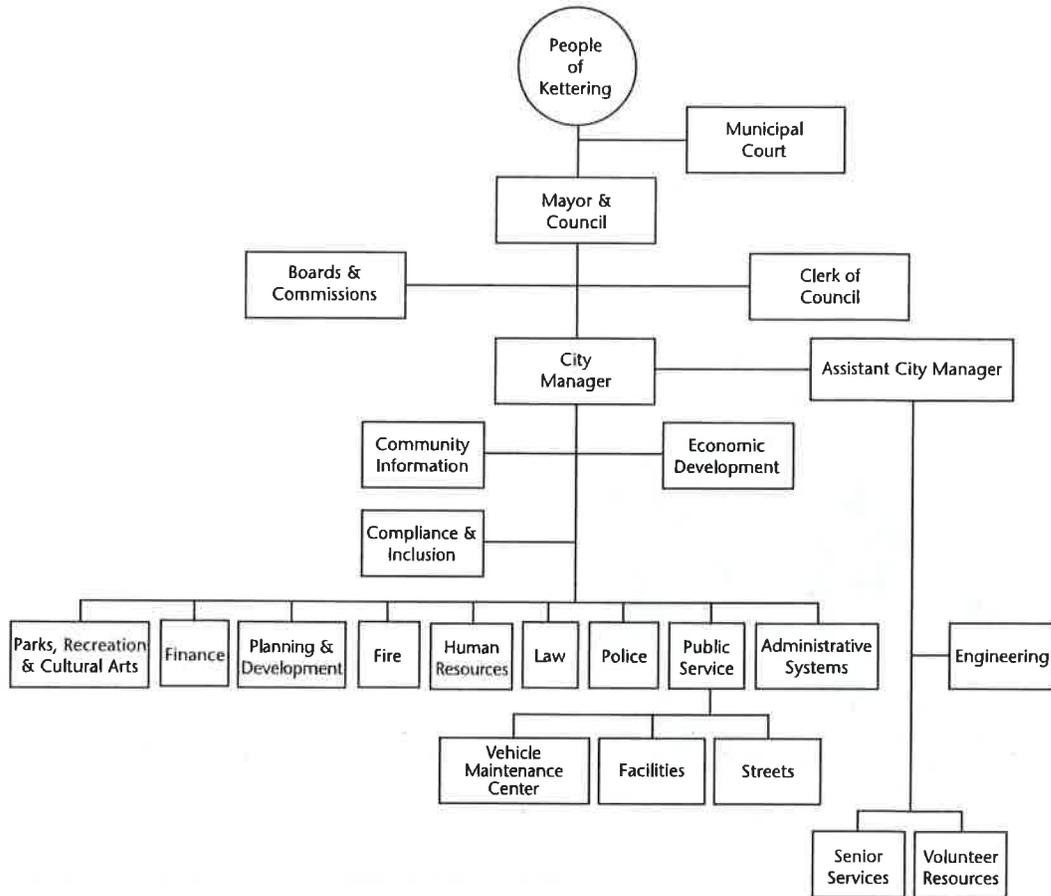 People
of
Kettering
Municipal
Court
Mayor &
Council
Boards &
Commissions
Clerk of
Council
City
Manager
Assistant City Manager
Community
Information
Economic
Development
Compliance &
Inclusion
Parks, Recreation
& Cultural Arts
Finance
Planning &
Development
Fire
Human
Resources
Law
Police
Public
Service
Administrative
Systems
Engineering
Vehicle
Maintenance
Center
Facilities
Streets
Senior
Services
Volunteer
Resources